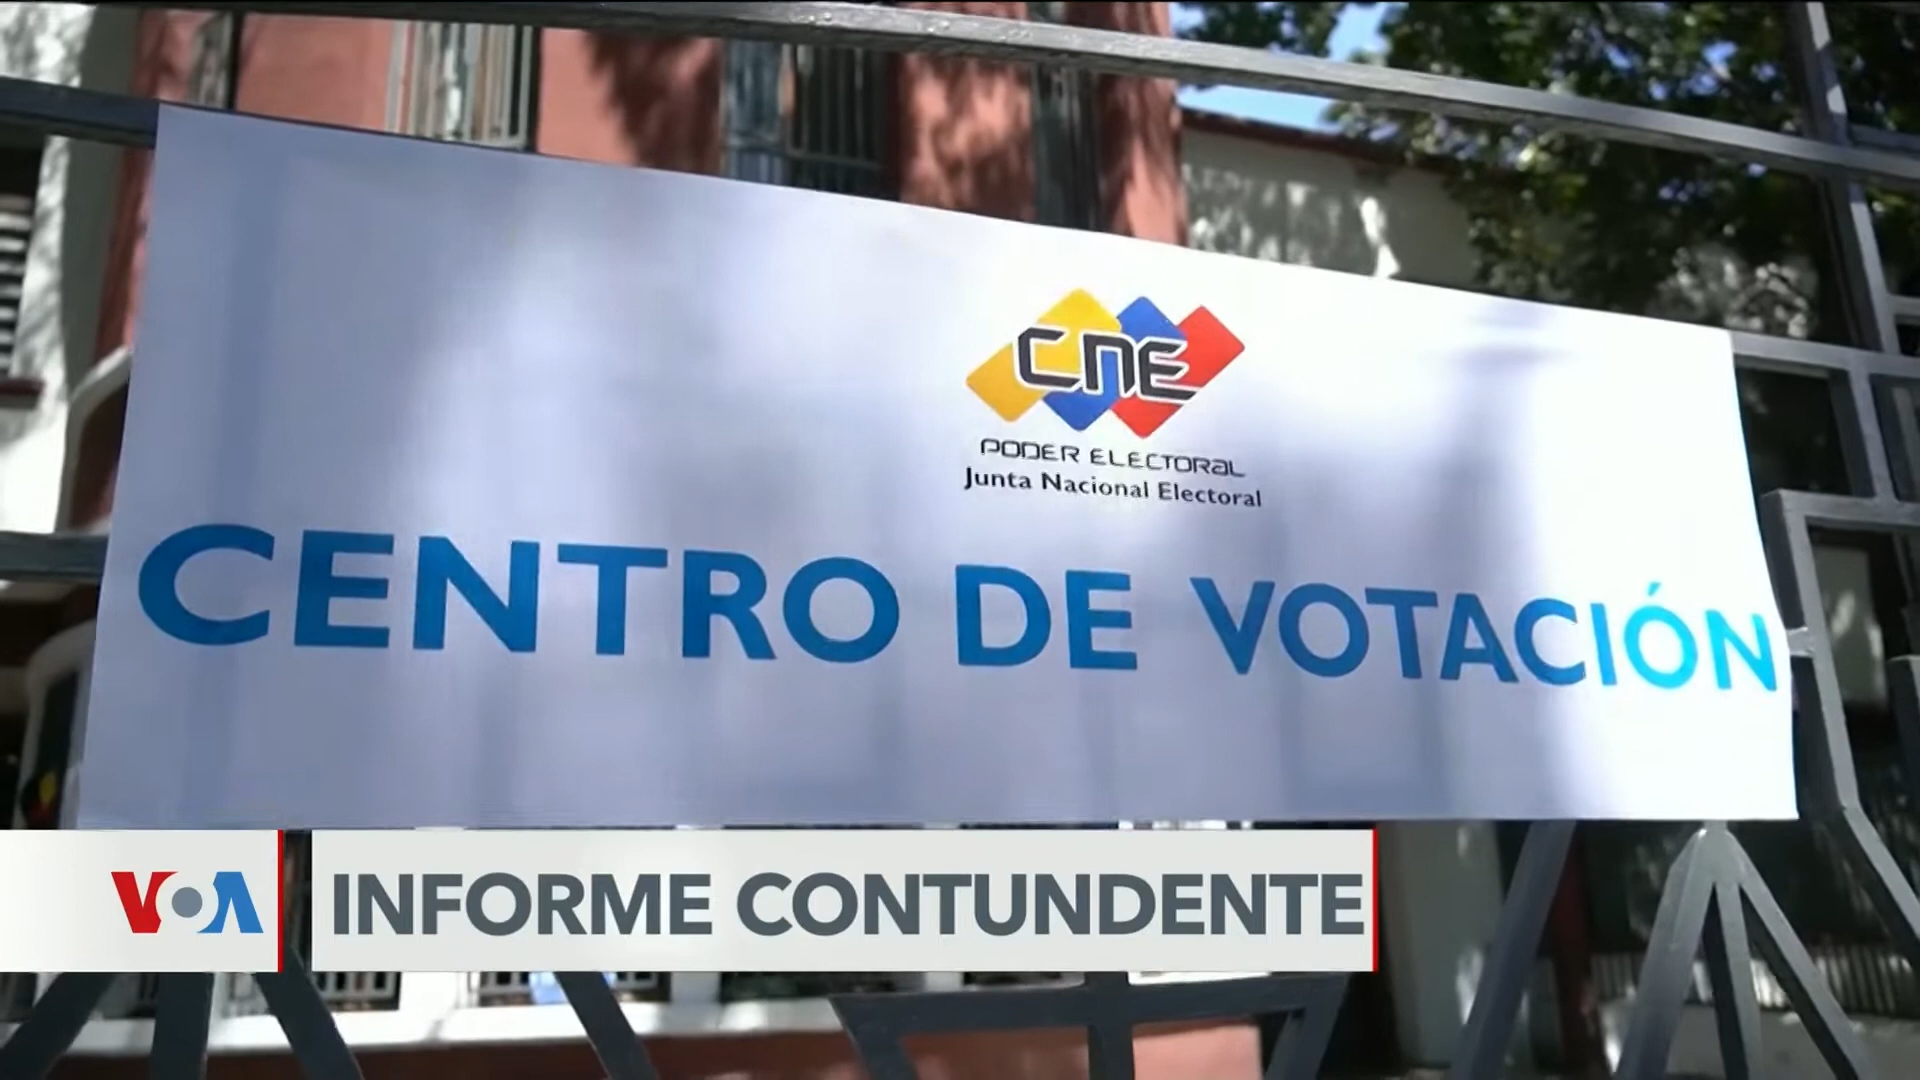 CNE
PODER ELECTORAL
Junta Nacional Electoral
CENTRO DE VOTACIÓN
VOA
INFORME CONTUNDENTE